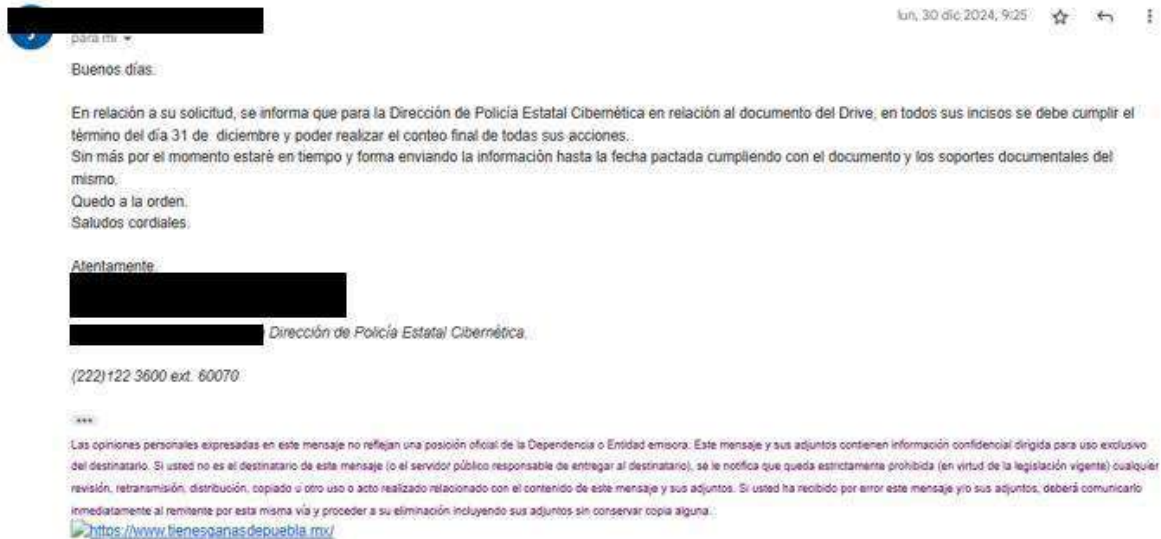 lun, 30 dic 2024, 9:25
para mí
Buenos días.
En relación a su solicitud, se informa que para la Dirección de Policía Estatal Cibernética en relación al documento del Drive, en todos sus incisos se debe cumplir el
término del día 31 de diciembre y poder realizar el conteo final de todas sus acciones.
Sin más por el momento estaré en tiempo y forma enviando la información hasta la fecha pactada cumpliendo con el documento y los soportes documentales del
mismo.
Quedo a la orden.
Saludos cordiales.
Atentamente.
Dirección de Policía Estatal Cibernética.
(222)122 3600 ext. 60070
Las opiniones personales expresadas en este mensaje no reflejan una posición oficial de la Dependencia o Entidad emisora. Este mensaje y sus adjuntos contienen información confidencial dirigida para uso exclusivo
del destinatario. Si usted no es el destinatario de este mensaje (o el servidor público responsable de entregar al destinatario), se le notifica que queda estrictamente prohibida (en virtud de la legislación vigente) cualquier
revisión, retransmisión, distribución, copiado u otro uso o acto realizado relacionado con el contenido de este mensaje y sus adjuntos. Si usted ha recibido por error este mensaje y/o sus adjuntos, deberá comunicarlo
inmediatamente al remitente por esta misma vía y proceder a su eliminación incluyendo sus adjuntos sin conservar copia alguna.
https://www.tienesganasdepuebla.mx/